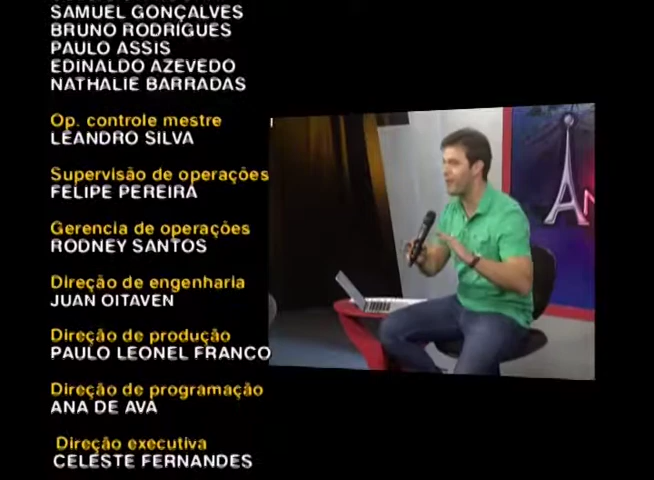 SAMUEL GONÇALVES
BRUNO RODRIGUES
PAULO ASSIS
EDINALDO AZEVEDO
NATHALIE BARRADAS
Op. controle mestre
LEANDRO SILVA
Supervisão de operações
FELIPE PEREIRA
Gerencia de operações
RODNEY SANTOS
Direção de engenharia
JUAN OITAVEN
Direção de produção
PAULO LEONEL FRANCO
Direção de programação
ANA DE AVA
Direção executiva
CELESTE FERNANDES